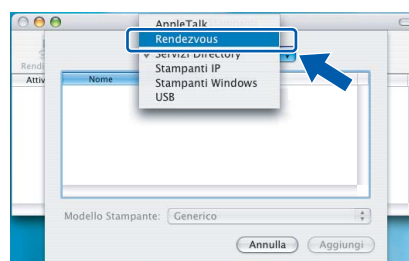 AppleTalk
Rendezvous
Servizi Directory
Stampanti IP
Stampanti Windows
USB
Rendi
Attiv
Nome
Modello Stampante: Generico
Annulla
Aggiungi